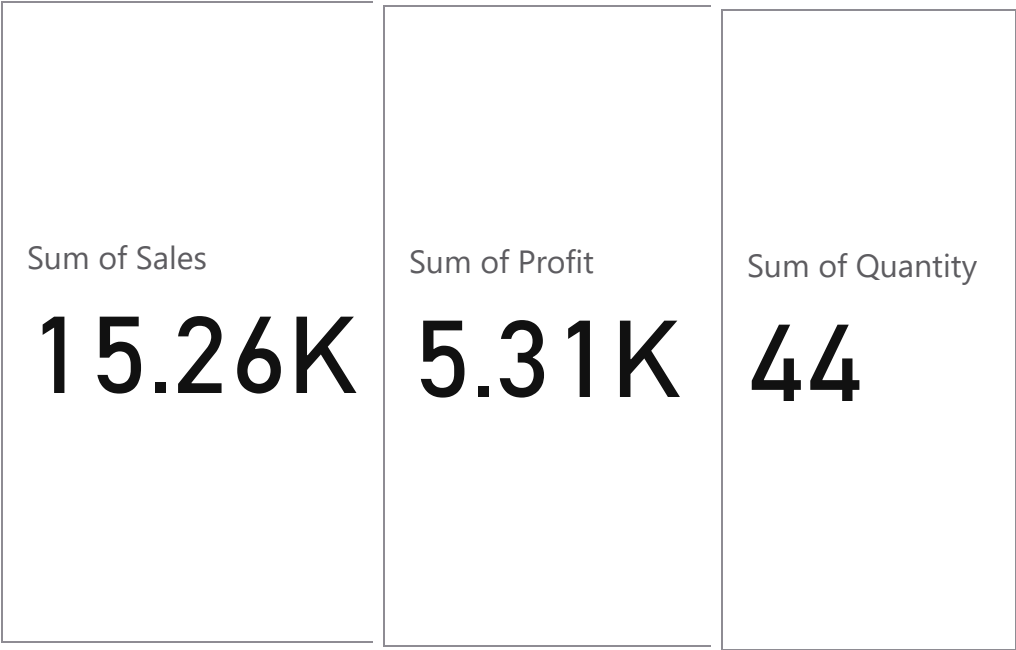 Sum of Sales
15.26K
Sum of Profit
5.31K
Sum of Quantity
44